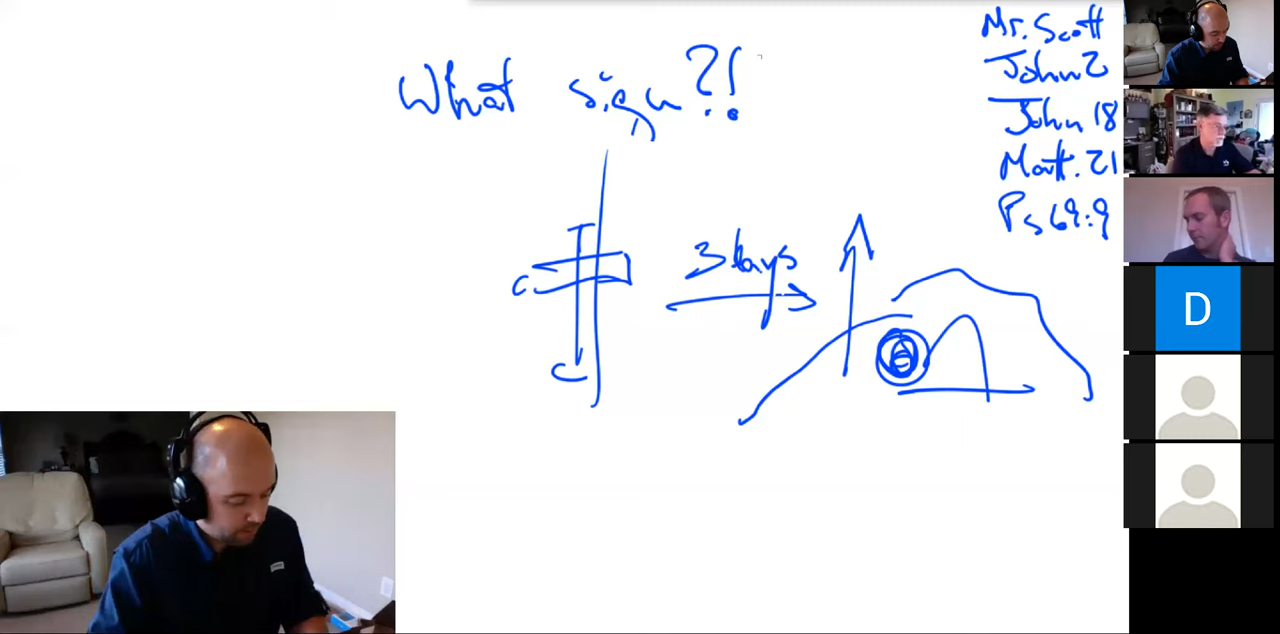 What sign?!
3 days
Mr. Scott
John 2
John 18
Matt. 21
Ps 69:9
D